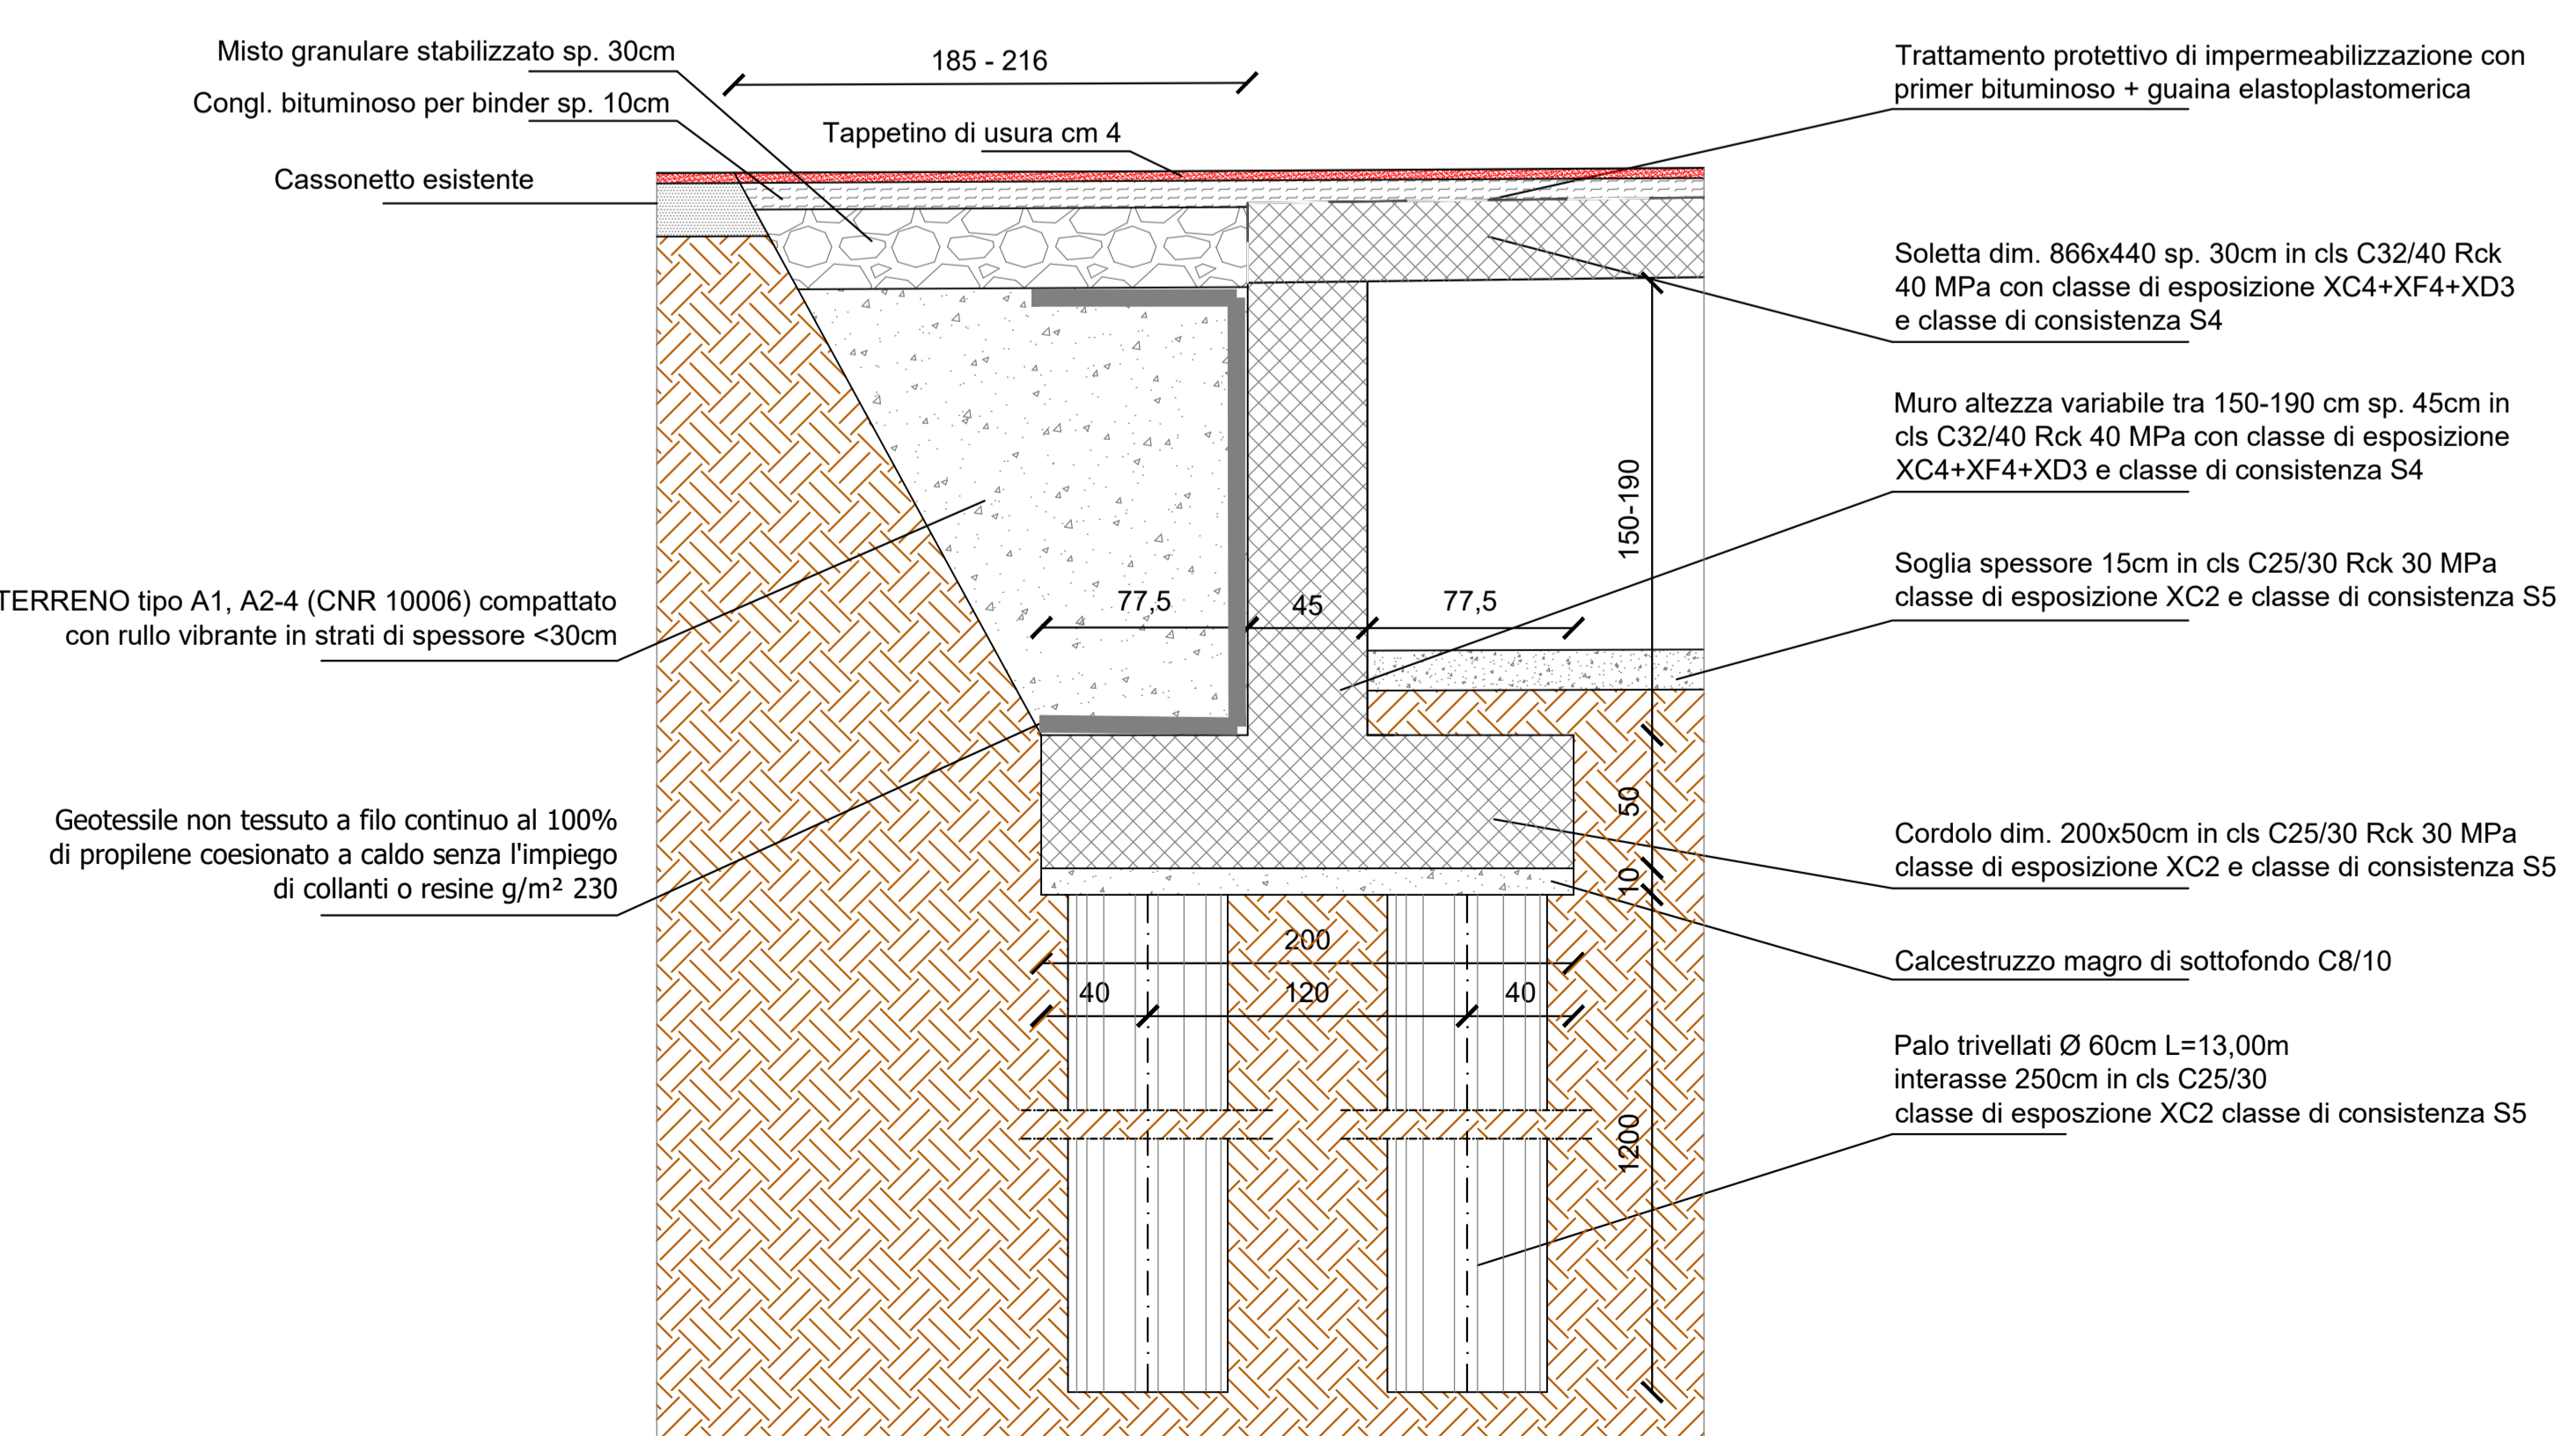 Misto granulare stabilizzato sp. 30cm
Congl. bituminoso per binder sp. 10cm
Cassonetto esistente
185 - 216
Tappetino di usura cm 4
Trattamento protettivo di impermeabilizzazione con
primer bituminoso + guaina elastoplastomerica
Soletta dim. 866x440 sp. 30cm in cls C32/40 Rck
40 MPa con classe di esposizione XC4+XF4+XD3
e classe di consistenza S4
Muro altezza variabile tra 150-190 cm sp. 45cm in
cls C32/40 Rck 40 MPa con classe di esposizione
XC4+XF4+XD3 e classe di consistenza S4
150-190
Soglia spessore 15cm in cls C25/30 Rck 30 MPa
classe di esposizione XC2 e classe di consistenza S5
TERRENO tipo A1, A2-4 (CNR 10006) compattato
con rullo vibrante in strati di spessore <30cm
77,5
45
77,5
Geotessile non tessuto a filo continuo al 100%
di propilene coesionato a caldo senza l'impiego
di collanti o resine g/m² 230
50
10
Cordolo dim. 200x50cm in cls C25/30 Rck 30 MPa
classe di esposizione XC2 e classe di consistenza S5
200
40
120
40
Calcestruzzo magro di sottofondo C8/10
Palo trivellati Ø 60cm L=13,00m
interasse 250cm in cls C25/30
classe di esposzione XC2 classe di consistenza S5
1200